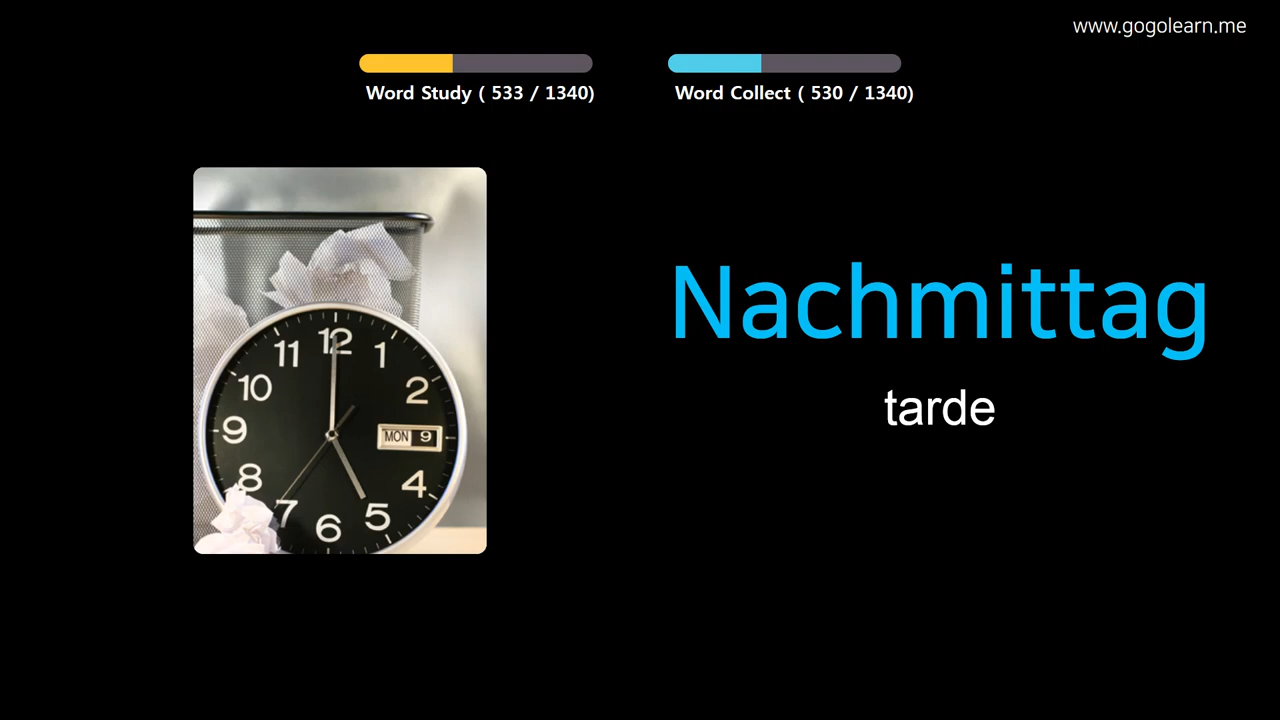 www.gogolearn.me
Word Study ( 533 / 1340)
Word Collect ( 530 / 1340)
Nachmittag
tarde
12
11
1
10
2
9
MON 9
8
4
7
5
6